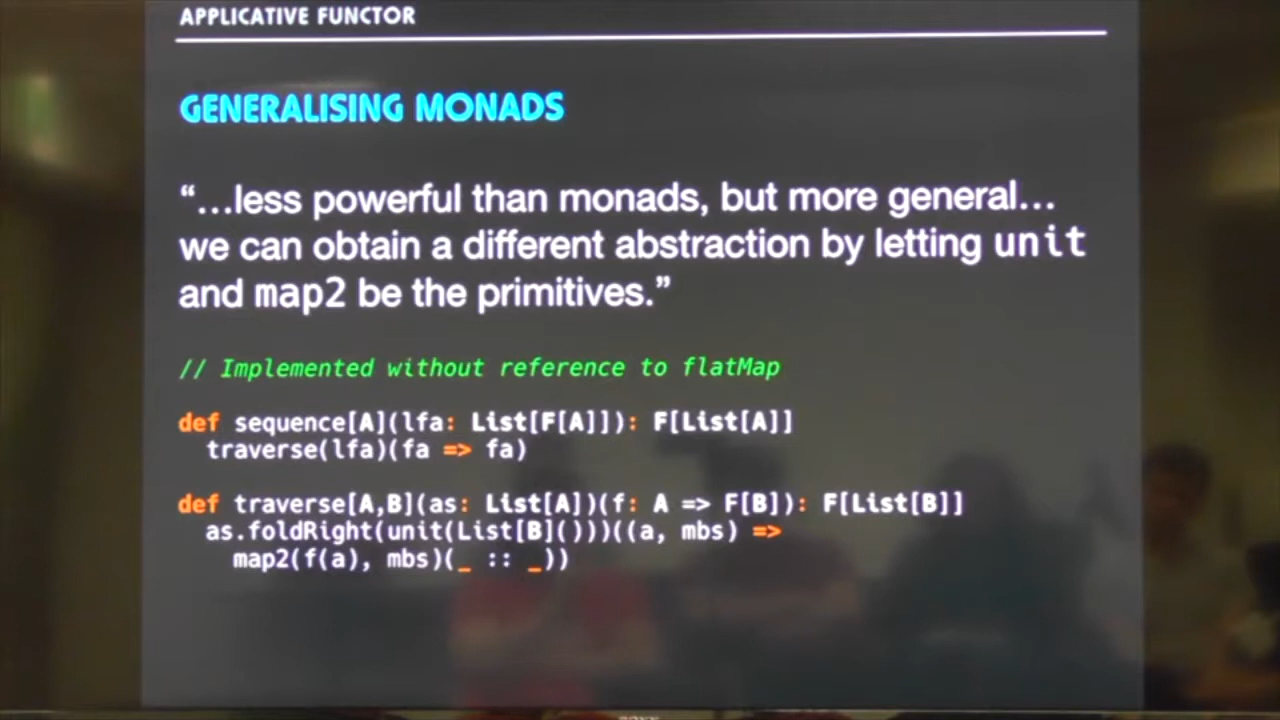 APPLICATIVE FUNCTOR
GENERALISING MONADS
“...less powerful than monads, but more general...
we can obtain a different abstraction by letting unit
and map2 be the primitives.”
// Implemented without reference to flatMap
def sequence[A](lfa: List[F[A]]): F[List[A]]
traverse(lfa)(fa => fa)
def traverse[A,B](as: List[A])(f: A => F[B]): F[List[B]]
as.foldRight(unit(List[B]()))((a, mbs) =>
map2(f(a), mbs)(_ :: _))